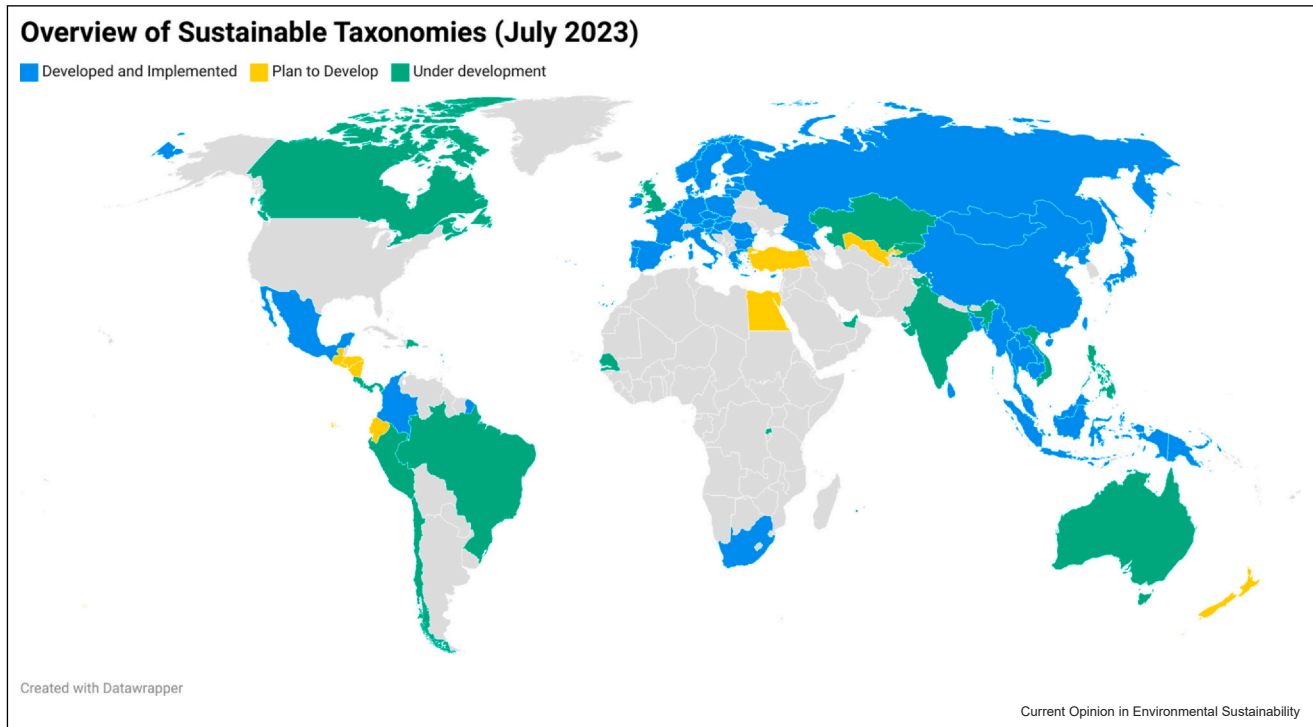 Overview of Sustainable Taxonomies (July 2023)
Developed and Implemented Plan to Develop Under development
Created with Datawrapper
Current Opinion in Environmental Sustainability